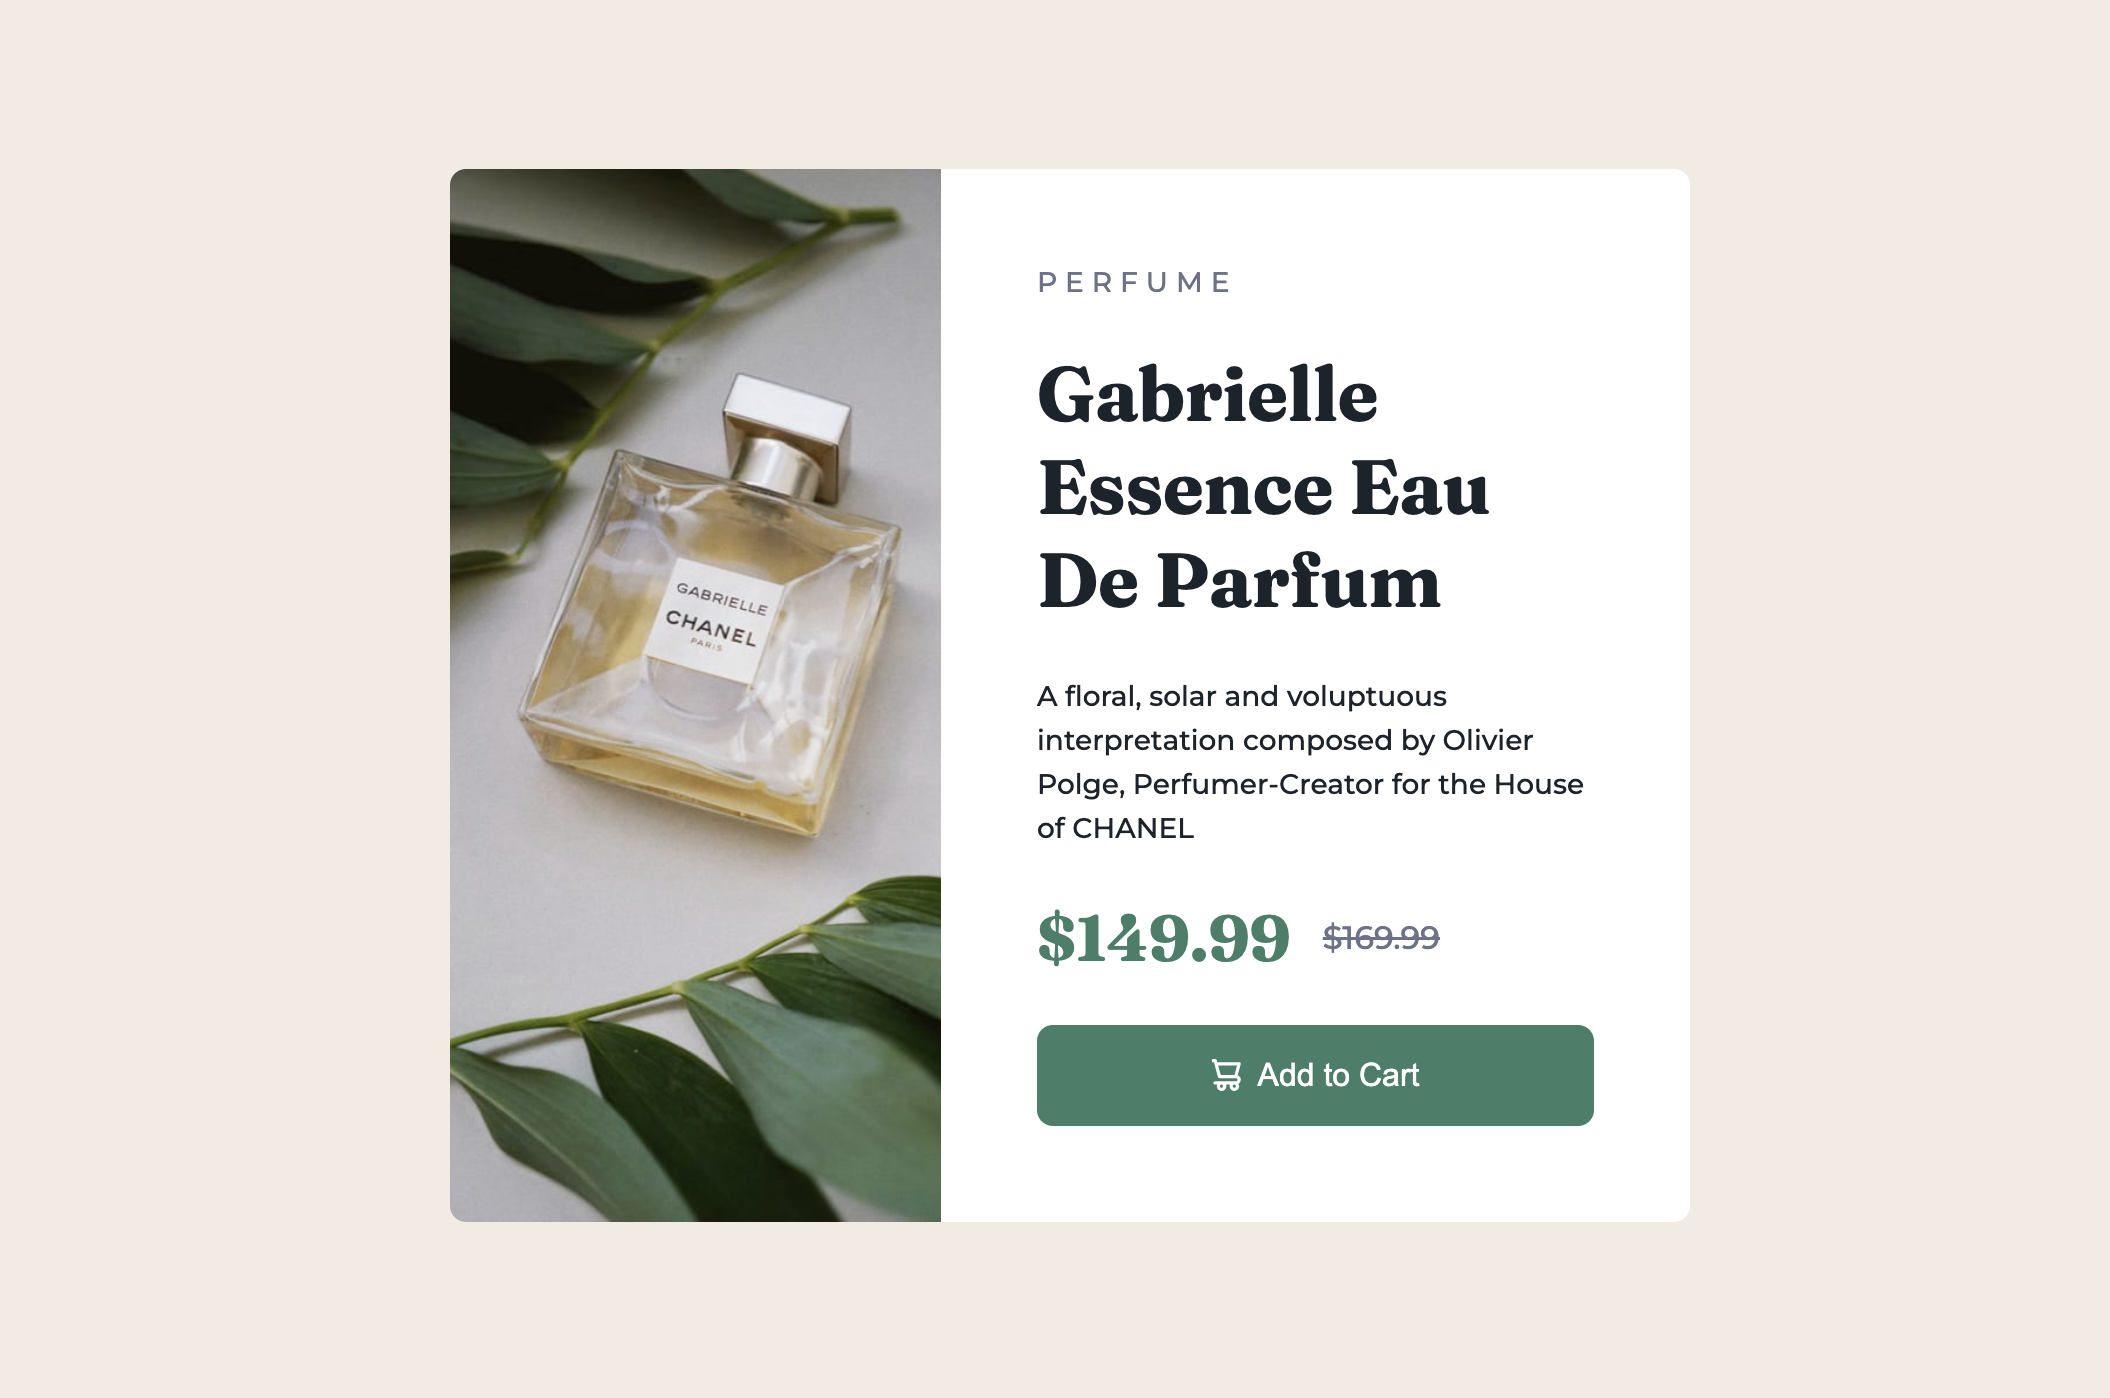 GABRIELLE
CHANEL
PARIS
PERFUME
Gabrielle
Essence Eau
De Parfum
A floral, solar and voluptuous
interpretation composed by Olivier
Polge, Perfumer-Creator for the House
of CHANEL
$149.99 $169.99
Add to Cart